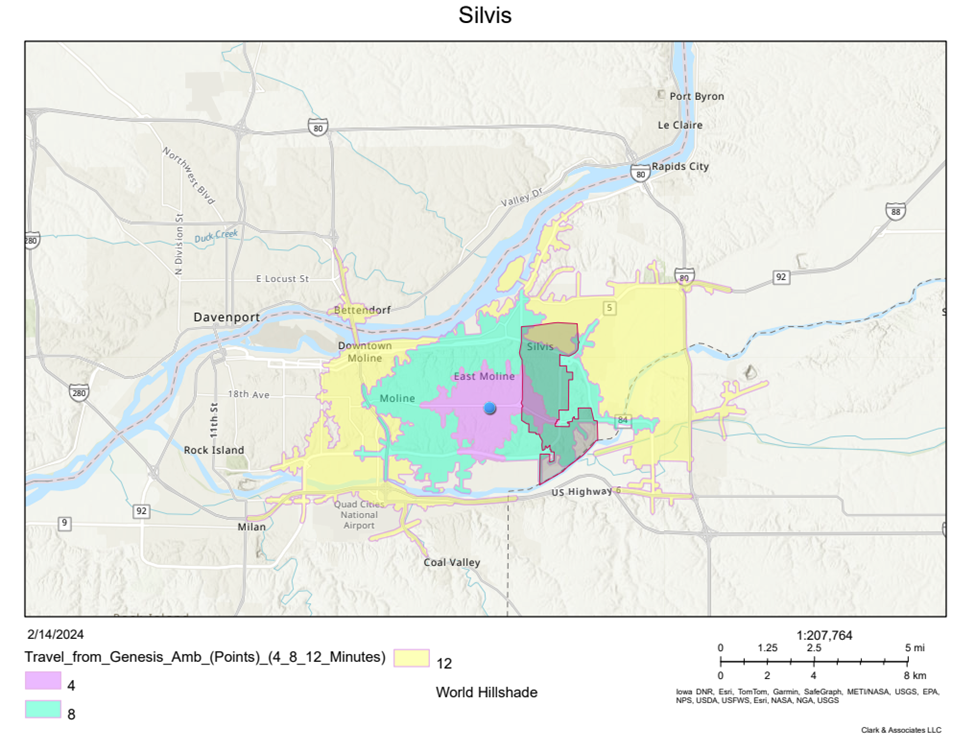 Silvis
Port Byron
Le Claire
80
Rapids City
80
Northwest Blvd
Valley Dr
88
N Division St
Duck Creek
280
E Locust St
80
92
Bettendorf
5
Davenport
Downtown
Moline
Silvis
East Moline
280
18th Ave
Moline
11th St
84
Rock Island
US Highway 6
92
Quad Cities
National
Airport
9
Milan
Coal Valley
2/14/2024
1:207,764
Travel_from_Genesis_Amb_(Points)_(4_8_12_Minutes)
12
0 1.25 2.5 5 mi
0 2 4 8 km
4
World Hillshade
8
Iowa DNR, Esri, TomTom, Garmin, SafeGraph, METI/NASA, USGS, EPA,
NPS, USDA, USFWS, Esri, NASA, NGA, USGS
Clark & Associates LLC